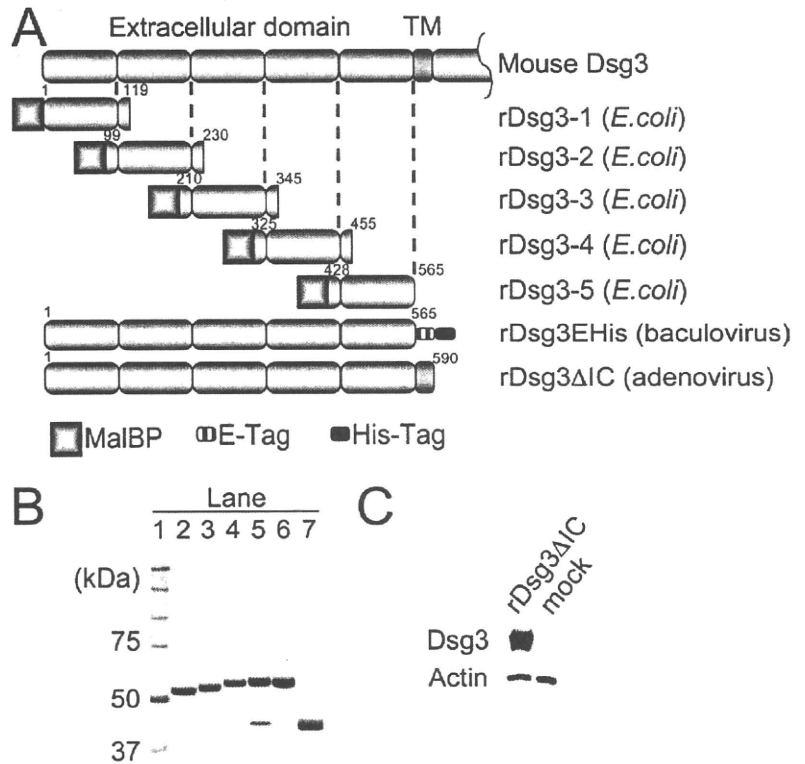 A
Extracellular domain TM
Mouse Dsg3
1 119
rDsg3-1 (E.coli)
99 230
rDsg3-2 (E.coli)
210 345
rDsg3-3 (E.coli)
325 455
rDsg3-4 (E.coli)
428 565
rDsg3-5 (E.coli)
1 565
rDsg3EHis (baculovirus)
1 590
rDsg3ΔIC (adenovirus)
MalBP E-Tag His-Tag
B
Lane
1 2 3 4 5 6 7
(kDa)
75
50
37
C
rDsg3ΔIC
mock
Dsg3
Actin